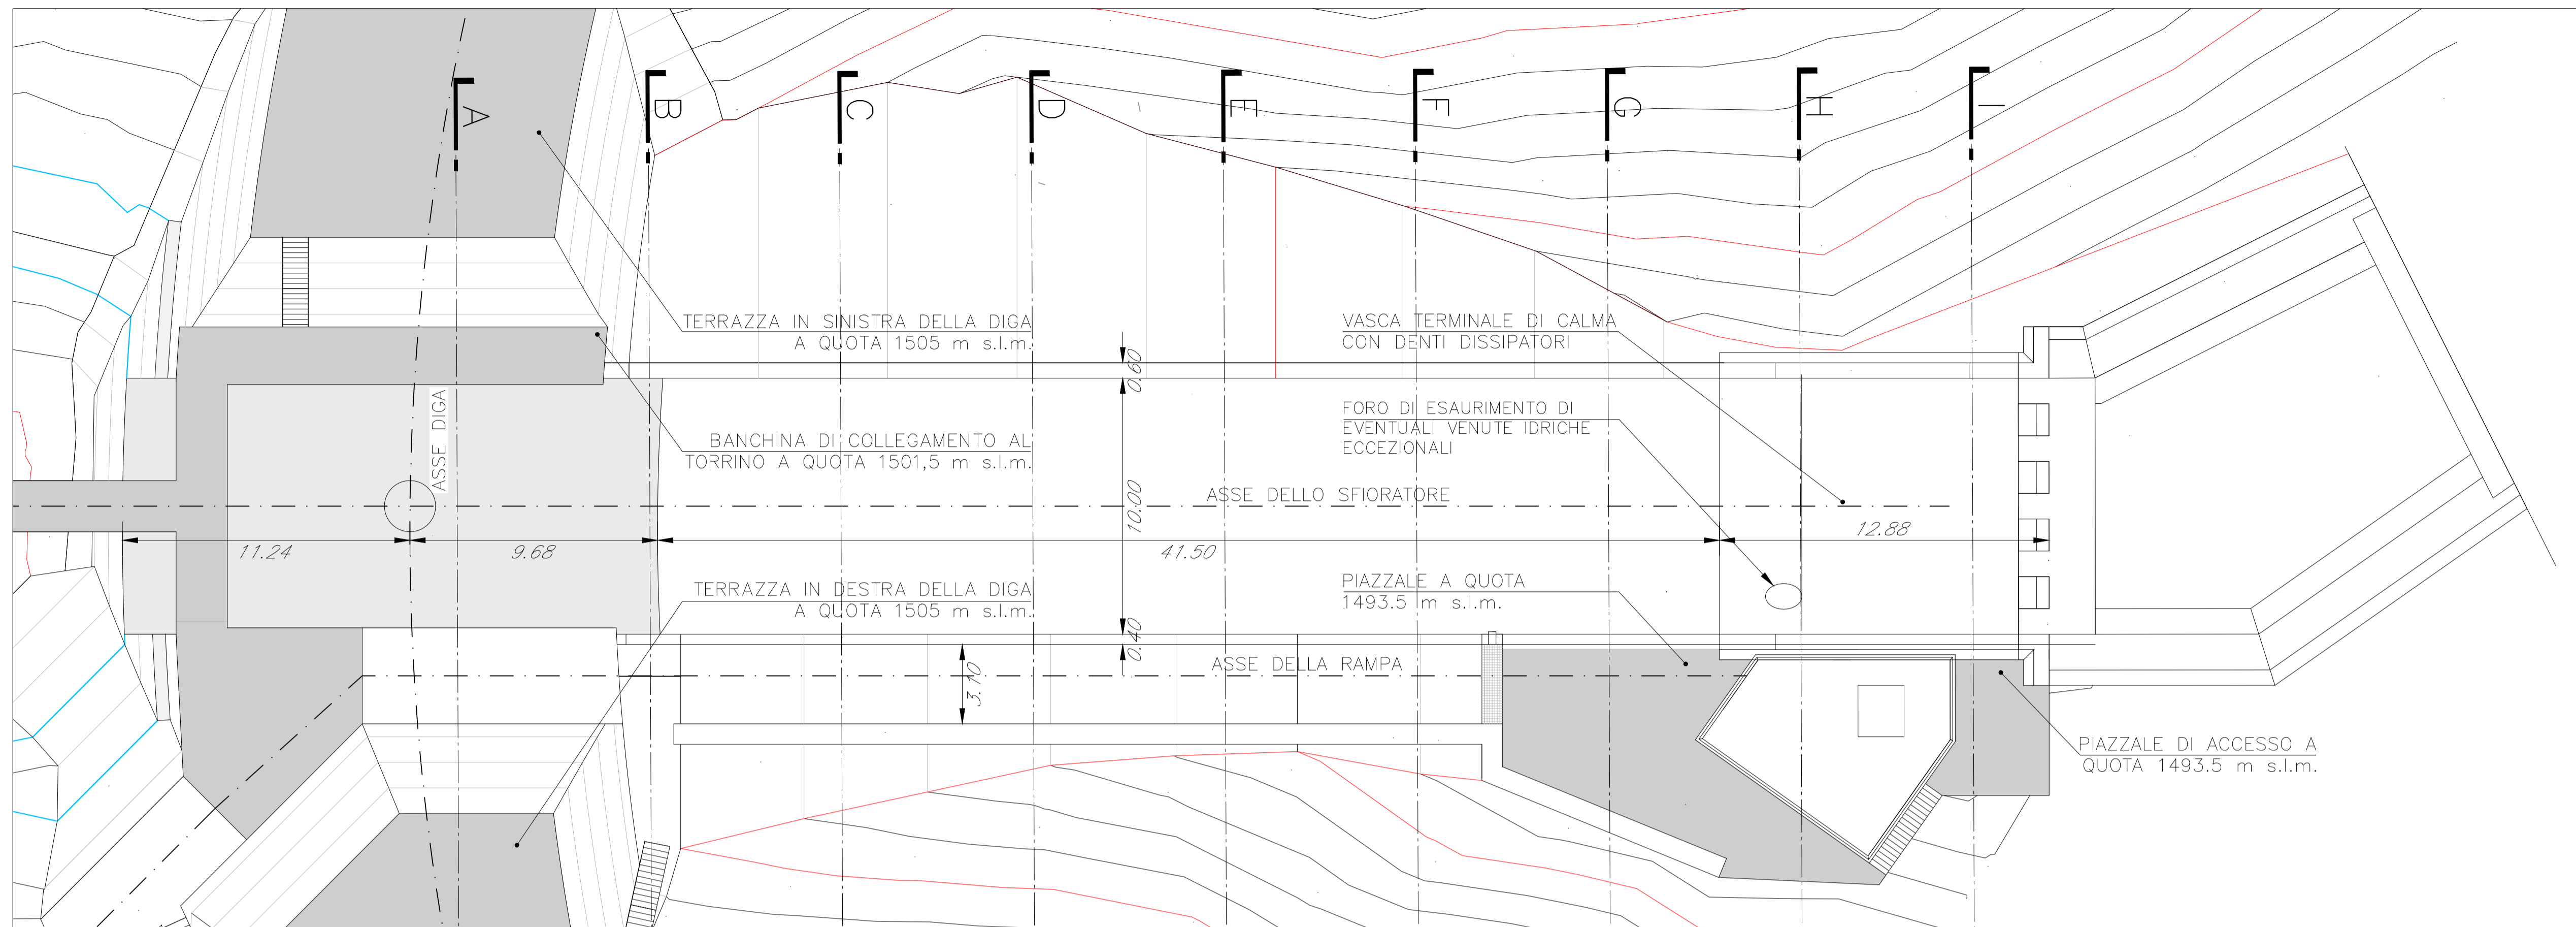 A
B
C
D
E
F
G
H
I
TERRAZZA IN SINISTRA DELLA DIGA
A QUOTA 1505 m s.l.m.
VASCA TERMINALE DI CALMA
CON DENTI DISSIPATORI
0.60
ASSE DIGA
BANCHINA DI COLLEGAMENTO AL
TORRINO A QUOTA 1501,5 m s.l.m.
FORO DI ESAURIMENTO DI
EVENTUALI VENUTE IDRICHE
ECCEZIONALI
ASSE DELLO SFIORATORE
10.00
11.24
9.68
41.50
12.88
TERRAZZA IN DESTRA DELLA DIGA
A QUOTA 1505 m s.l.m.
PIAZZALE A QUOTA
1493.5 m s.l.m.
0.40
ASSE DELLA RAMPA
3.10
PIAZZALE DI ACCESSO A
QUOTA 1493.5 m s.l.m.